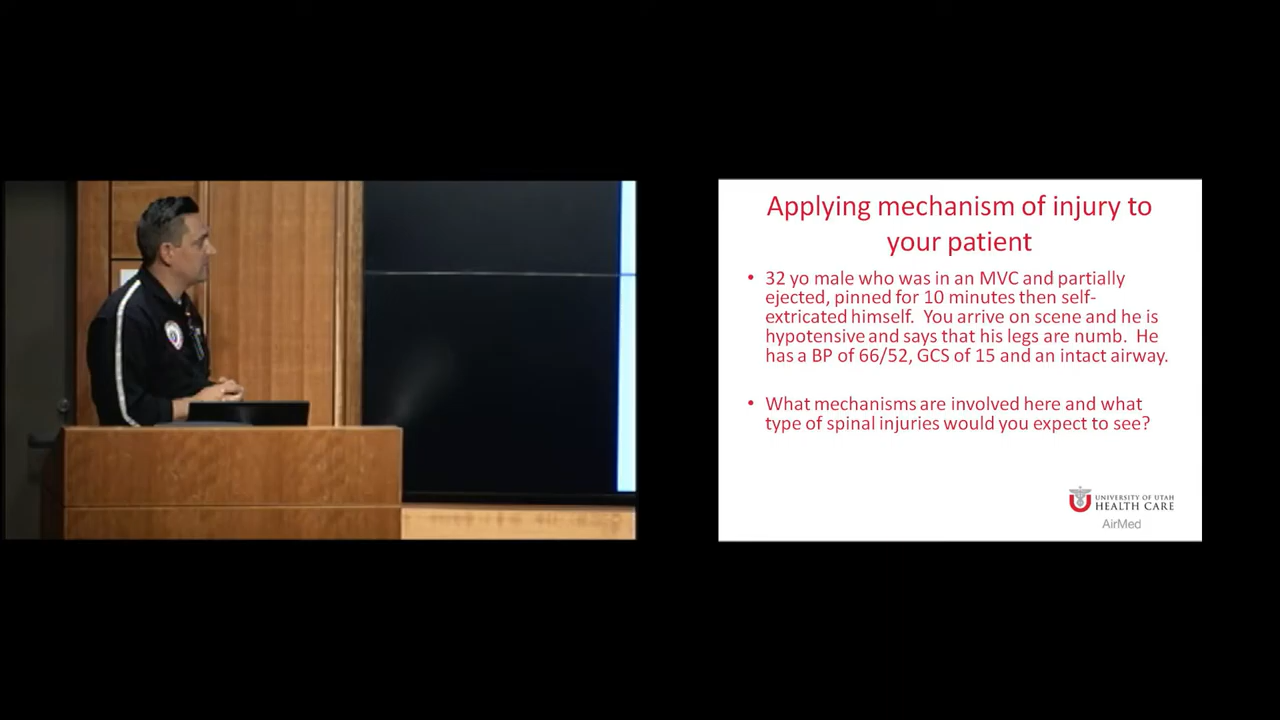 Applying mechanism of injury to
your patient
• 32 yo male who was in an MVC and partially
ejected, pinned for 10 minutes then self-
extricated himself.  You arrive on scene and he is
hypotensive and says that his legs are numb.  He
has a BP of 66/52, GCS of 15 and an intact airway.
• What mechanisms are involved here and what
type of spinal injuries would you expect to see?
UNIVERSITY OF UTAH
HEALTH CARE
AirMed